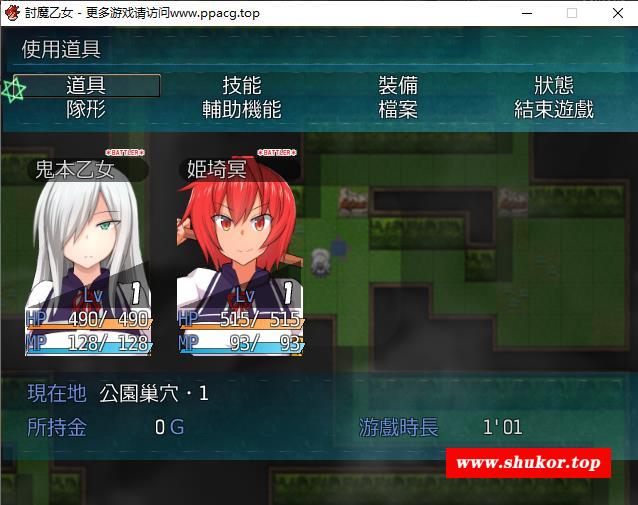 討魔乙女 - 更多游戏请访问www.ppacg.top
使用道具
道具 技能 裝備 狀態
隊形 輔助機能 檔案 結束遊戲
*BATTLER* *BATTLER*
鬼本乙女 姫埼冥
Lv 1 Lv 1
HP 490/ 490 HP 515/ 515
MP 128/ 128 MP 93/ 93
現在地 公園巢穴・1
所持金 0 G 游戲時長 1'01
www.shukor.top